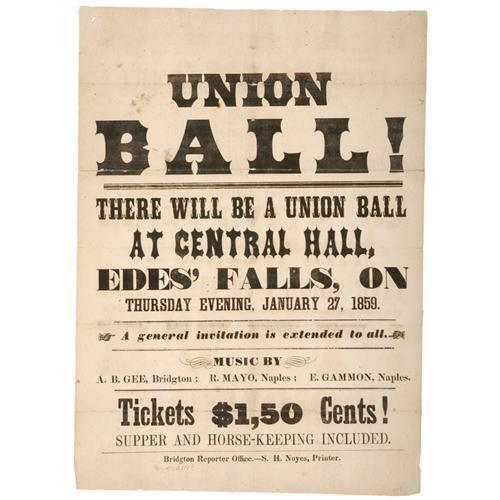 UNION
BALL!
THERE WILL BE A UNION BALL
AT CENTRAL HALL,
EDES' FALLS, ON
THURSDAY EVENING, JANUARY 27, 1859.
A general invitation is extended to all..
MUSIC BY
A. B. GEE, Bridgton; R. MAYO, Naples; E. GAMMON, Naples.
Tickets $1,50 Cents!
SUPPER AND HORSE-KEEPING INCLUDED.
Bridgton Reporter Office.—S. H. Noyes, Printer.